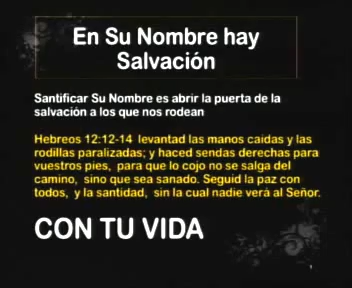 En Su Nombre hay
Salvación
Santificar Su Nombre es abrir la puerta de la
salvación a los que nos rodean
Hebreos 12:12-14 levantad las manos caidas y las
rodillas paralizadas; y haced sendas derechas para
vuestros pies, para que lo cojo no se salga del
camino, sino que sea sanado. Seguid la paz con
todos, y la santidad, sin la cual nadie verá al Señor.
CON TU VIDA